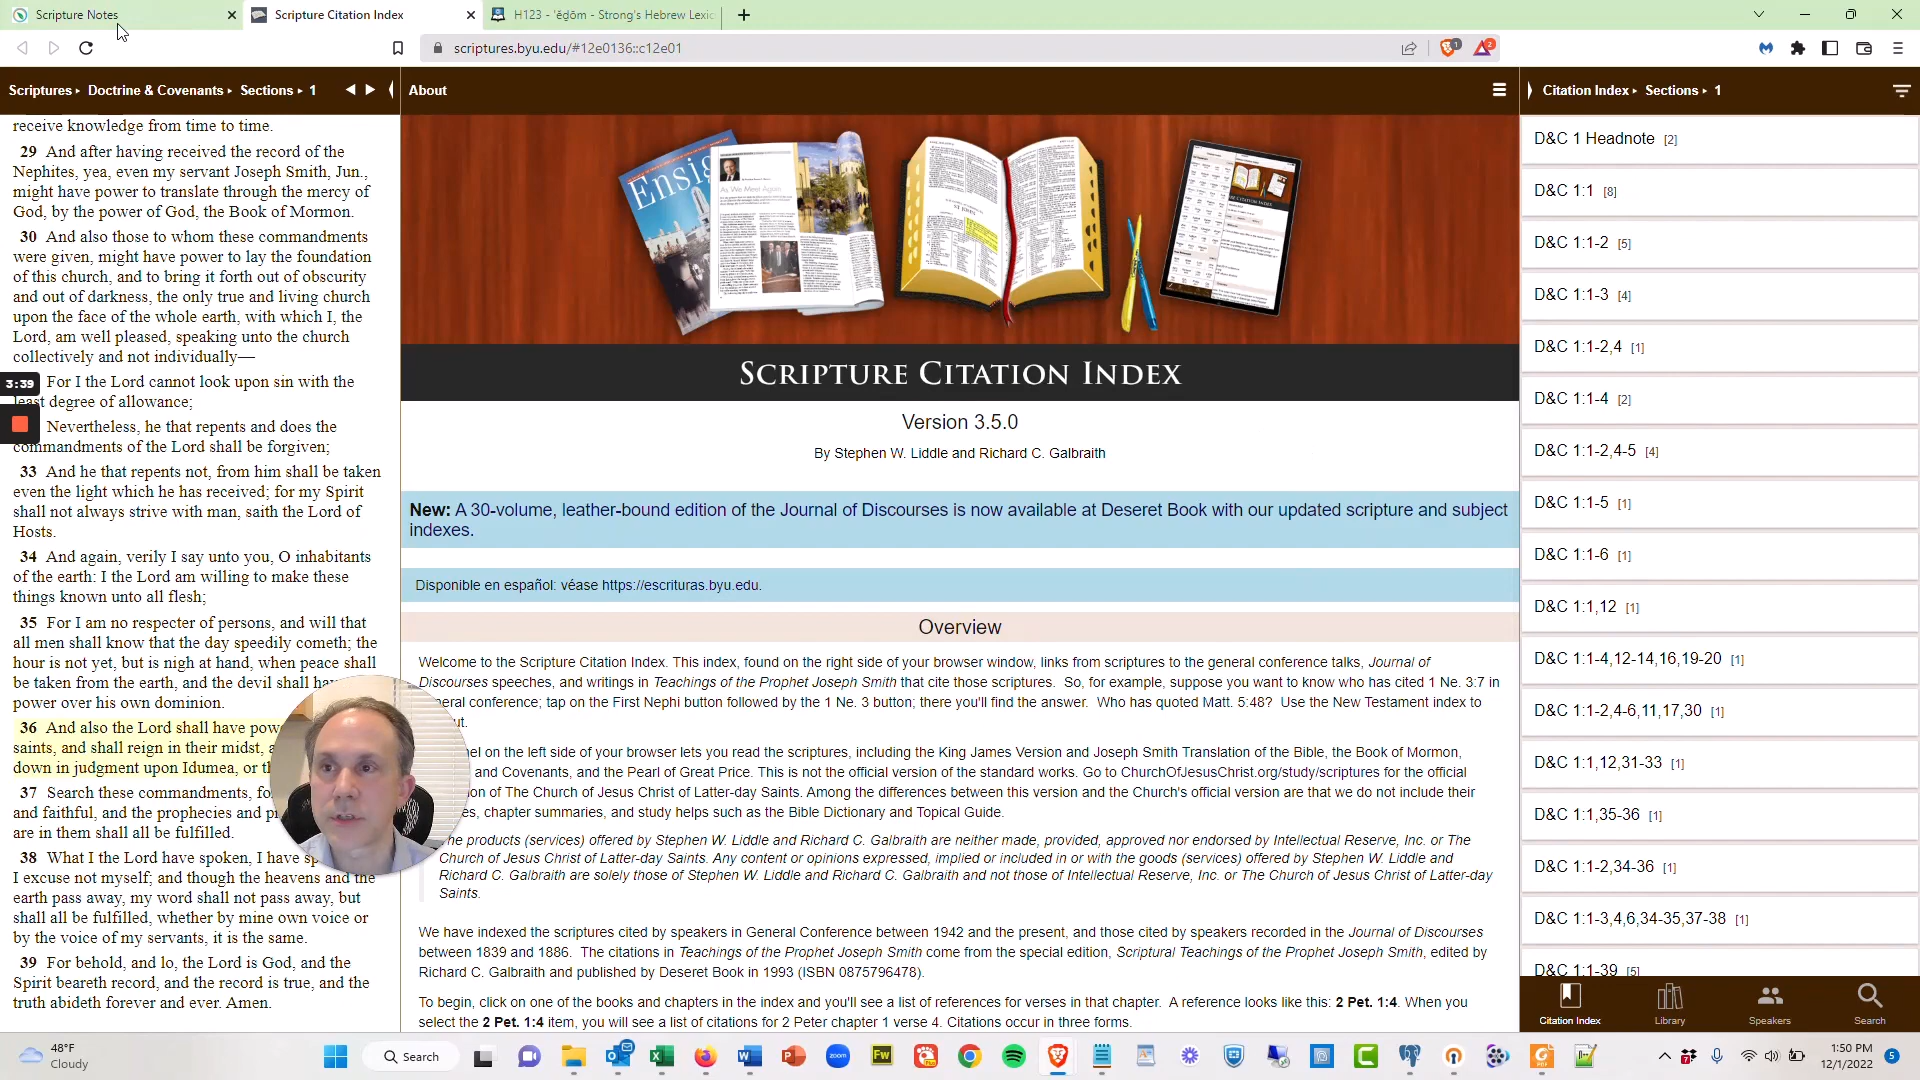 Scripture Notes
Scripture Citation Index
H123 - 'ĕḏôm - Strong's Hebrew Lexic
scriptures.byu.edu/#12e0136::c12e01
Scriptures▸ Doctrine & Covenants▸ Sections▸ 1
About
Citation Index▸ Sections▸ 1
receive knowledge from time to time.
29 And after having received the record of the
Nephites, yea, even my servant Joseph Smith, Jun.,
might have power to translate through the mercy of
God, by the power of God, the Book of Mormon.
30 And also those to whom these commandments
were given, might have power to lay the foundation
of this church, and to bring it forth out of obscurity
and out of darkness, the only true and living church
upon the face of the whole earth, with which I, the
Lord, am well pleased, speaking unto the church
collectively and not individually—
For I the Lord cannot look upon sin with the
least degree of allowance;
Nevertheless, he that repents and does the
commandments of the Lord shall be forgiven;
33 And he that repents not, from him shall be taken
even the light which he has received; for my Spirit
shall not always strive with man, saith the Lord of
Hosts.
34 And again, verily I say unto you, O inhabitants
of the earth: I the Lord am willing to make these
things known unto all flesh;
35 For I am no respecter of persons, and will that
all men shall know that the day speedily cometh; the
hour is not yet, but is nigh at hand, when peace shall
be taken from the earth, and the devil shall ha
power over his own dominion.
36 And also the Lord shall have pow
saints, and shall reign in their midst, a
down in judgment upon Idumea, or th
37 Search these commandments, fo
and faithful, and the prophecies and p
are in them shall all be fulfilled.
38 What I the Lord have spoken, I have sp
I excuse not myself; and though the heavens and the
earth pass away, my word shall not pass away, but
shall all be fulfilled, whether by mine own voice or
by the voice of my servants, it is the same.
39 For behold, and lo, the Lord is God, and the
Spirit beareth record, and the record is true, and the
truth abideth forever and ever. Amen.
3:39
Ensig
As We Meet Again
SCRIPTURE CITATION INDEX
Version 3.5.0
By Stephen W. Liddle and Richard C. Galbraith
New: A 30-volume, leather-bound edition of the Journal of Discourses is now available at Deseret Book with our updated scripture and subject
indexes.
Disponible en español: véase https://escrituras.byu.edu.
Overview
Welcome to the Scripture Citation Index. This index, found on the right side of your browser window, links from scriptures to the general conference talks, Journal of
Discourses speeches, and writings in Teachings of the Prophet Joseph Smith that cite those scriptures. So, for example, suppose you want to know who has cited 1 Ne. 3:7 in
eral conference; tap on the First Nephi button followed by the 1 Ne. 3 button; there you'll find the answer. Who has quoted Matt. 5:48? Use the New Testament index to
ut.
nel on the left side of your browser lets you read the scriptures, including the King James Version and Joseph Smith Translation of the Bible, the Book of Mormon,
and Covenants, and the Pearl of Great Price. This is not the official version of the standard works. Go to ChurchOfJesusChrist.org/study/scriptures for the official
on of The Church of Jesus Christ of Latter-day Saints. Among the differences between this version and the Church's official version are that we do not include their
es, chapter summaries, and study helps such as the Bible Dictionary and Topical Guide.
he products (services) offered by Stephen W. Liddle and Richard C. Galbraith are neither made, provided, approved nor endorsed by Intellectual Reserve, Inc. or The
Church of Jesus Christ of Latter-day Saints. Any content or opinions expressed, implied or included in or with the goods (services) offered by Stephen W. Liddle and
Richard C. Galbraith are solely those of Stephen W. Liddle and Richard C. Galbraith and not those of Intellectual Reserve, Inc. or The Church of Jesus Christ of Latter-day
Saints.
We have indexed the scriptures cited by speakers in General Conference between 1942 and the present, and those cited by speakers recorded in the Journal of Discourses
between 1839 and 1886. The citations in Teachings of the Prophet Joseph Smith come from the special edition, Scriptural Teachings of the Prophet Joseph Smith, edited by
Richard C. Galbraith and published by Deseret Book in 1993 (ISBN 0875796478).
To begin, click on one of the books and chapters in the index and you'll see a list of references for verses in that chapter. A reference looks like this: 2 Pet. 1:4. When you
select the 2 Pet. 1:4 item, you will see a list of citations for 2 Peter chapter 1 verse 4. Citations occur in three forms.
D&C 1 Headnote [2]
D&C 1:1 [8]
D&C 1:1-2 [5]
D&C 1:1-3 [4]
D&C 1:1-2,4 [1]
D&C 1:1-4 [2]
D&C 1:1-2,4-5 [4]
D&C 1:1-5 [1]
D&C 1:1-6 [1]
D&C 1:1,12 [1]
D&C 1:1-4,12-14,16,19-20 [1]
D&C 1:1-2,4-6,11,17,30 [1]
D&C 1:1,12,31-33 [1]
D&C 1:1,35-36 [1]
D&C 1:1-2,34-36 [1]
D&C 1:1-3,4,6,34-35,37-38 [1]
D&C 1:1-39 [5]
Citation Index Library Speakers Search
48°F
Cloudy
Search
zoom
Fw
1:50 PM
12/1/2022
5